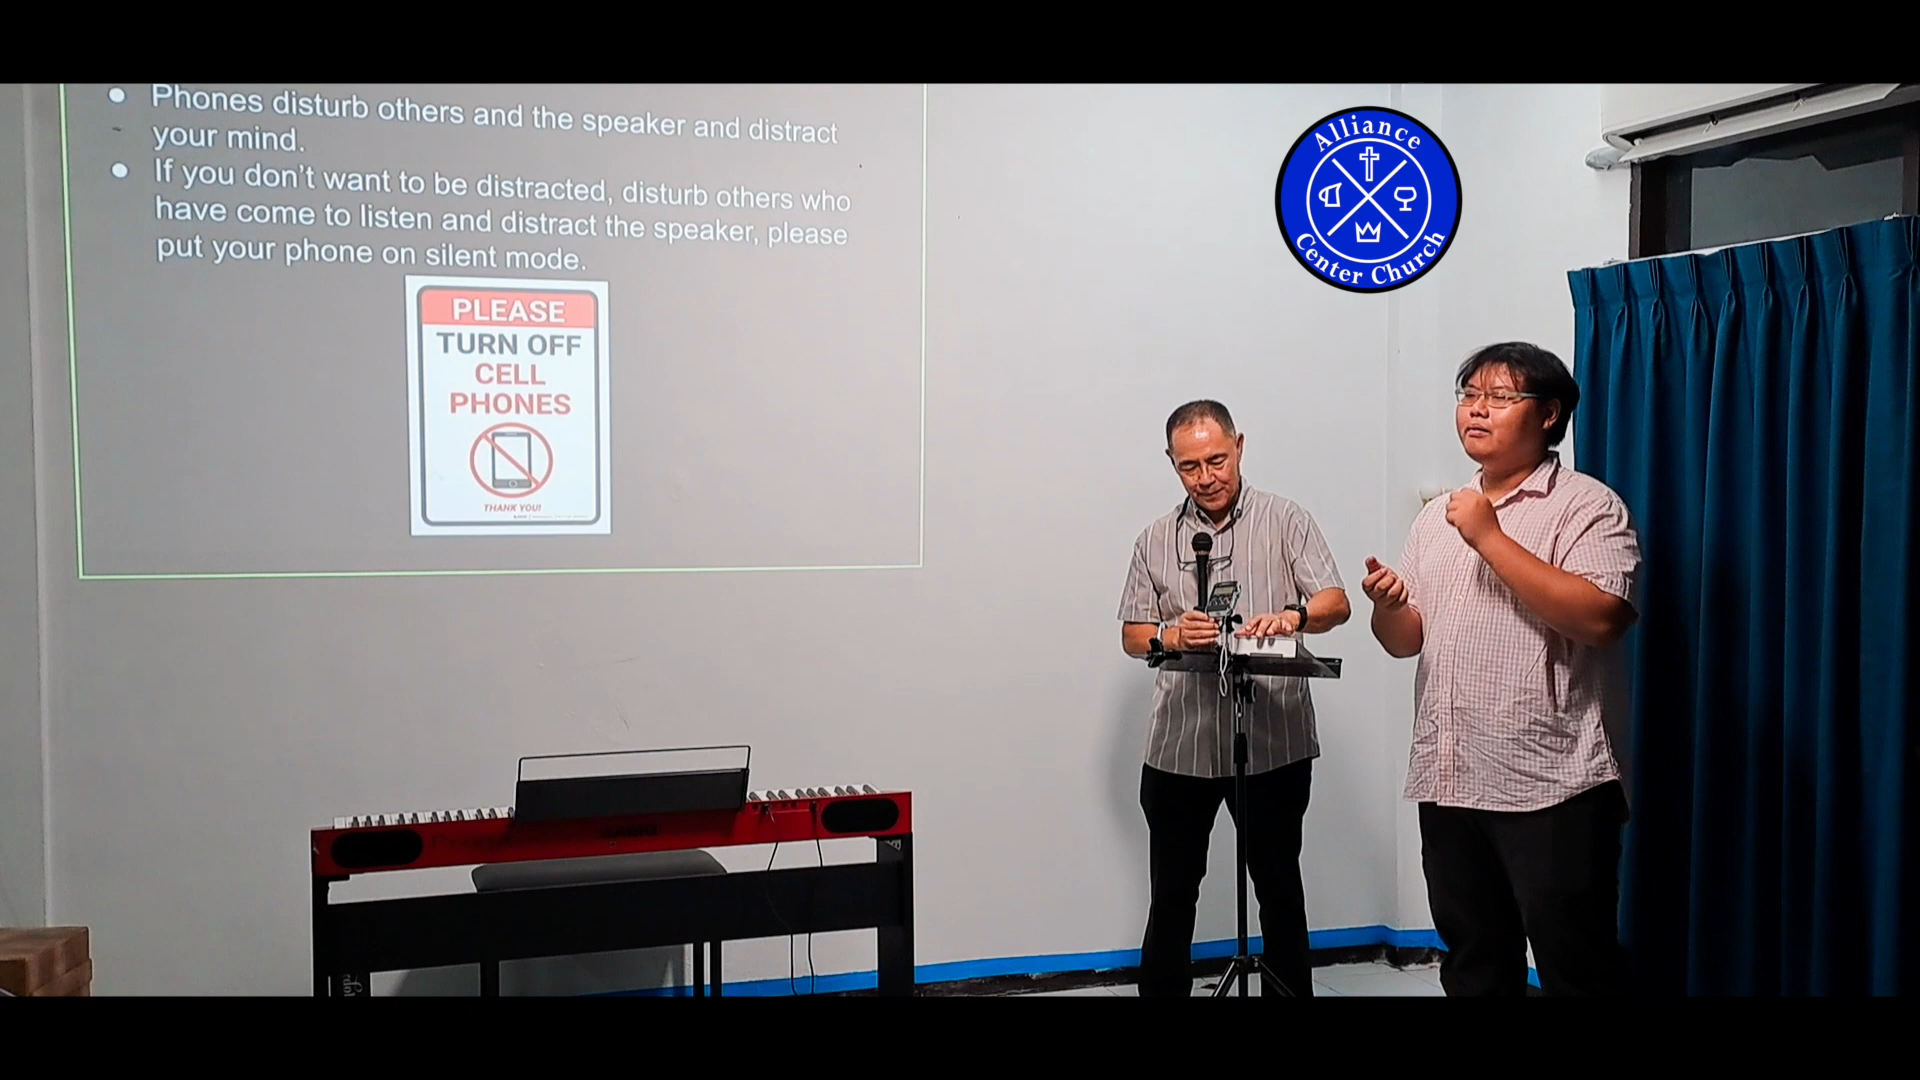 ● Phones disturb others and the speaker and distract
your mind.
● If you don't want to be distracted, disturb others who
have come to listen and distract the speaker, please
put your phone on silent mode.
PLEASE
TURN OFF
CELL
PHONES
THANK YOU!
Alliance
Center Church